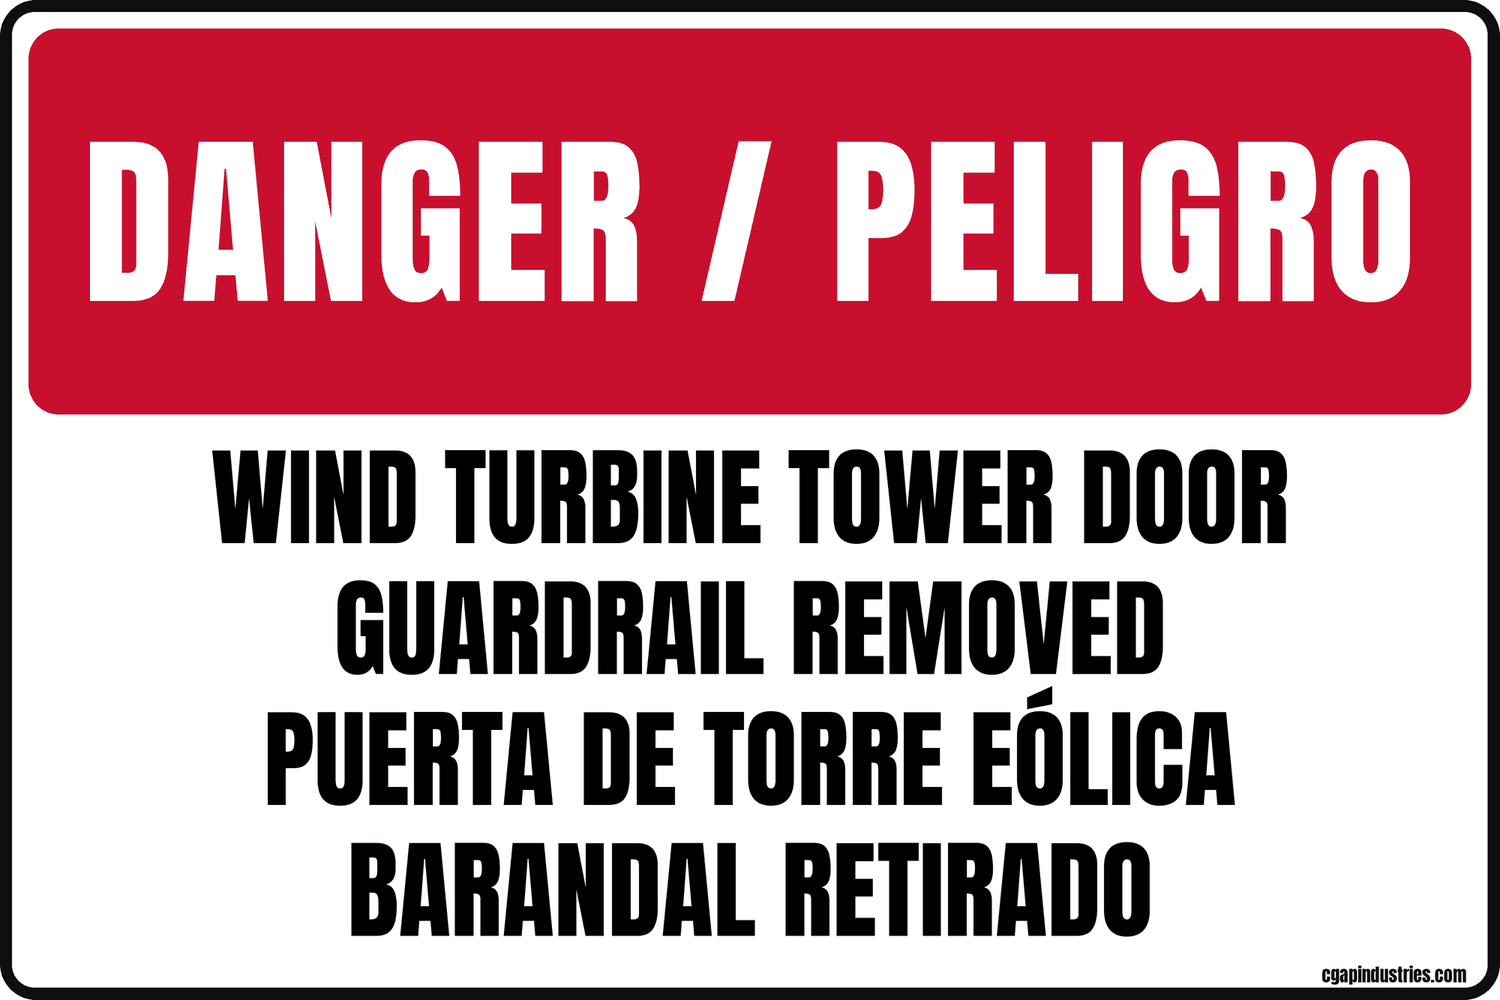 DANGER / PELIGRO
WIND TURBINE TOWER DOOR
GUARDRAIL REMOVED
PUERTA DE TORRE EÓLICA
BARANDAL RETIRADO
cgapindustries.com